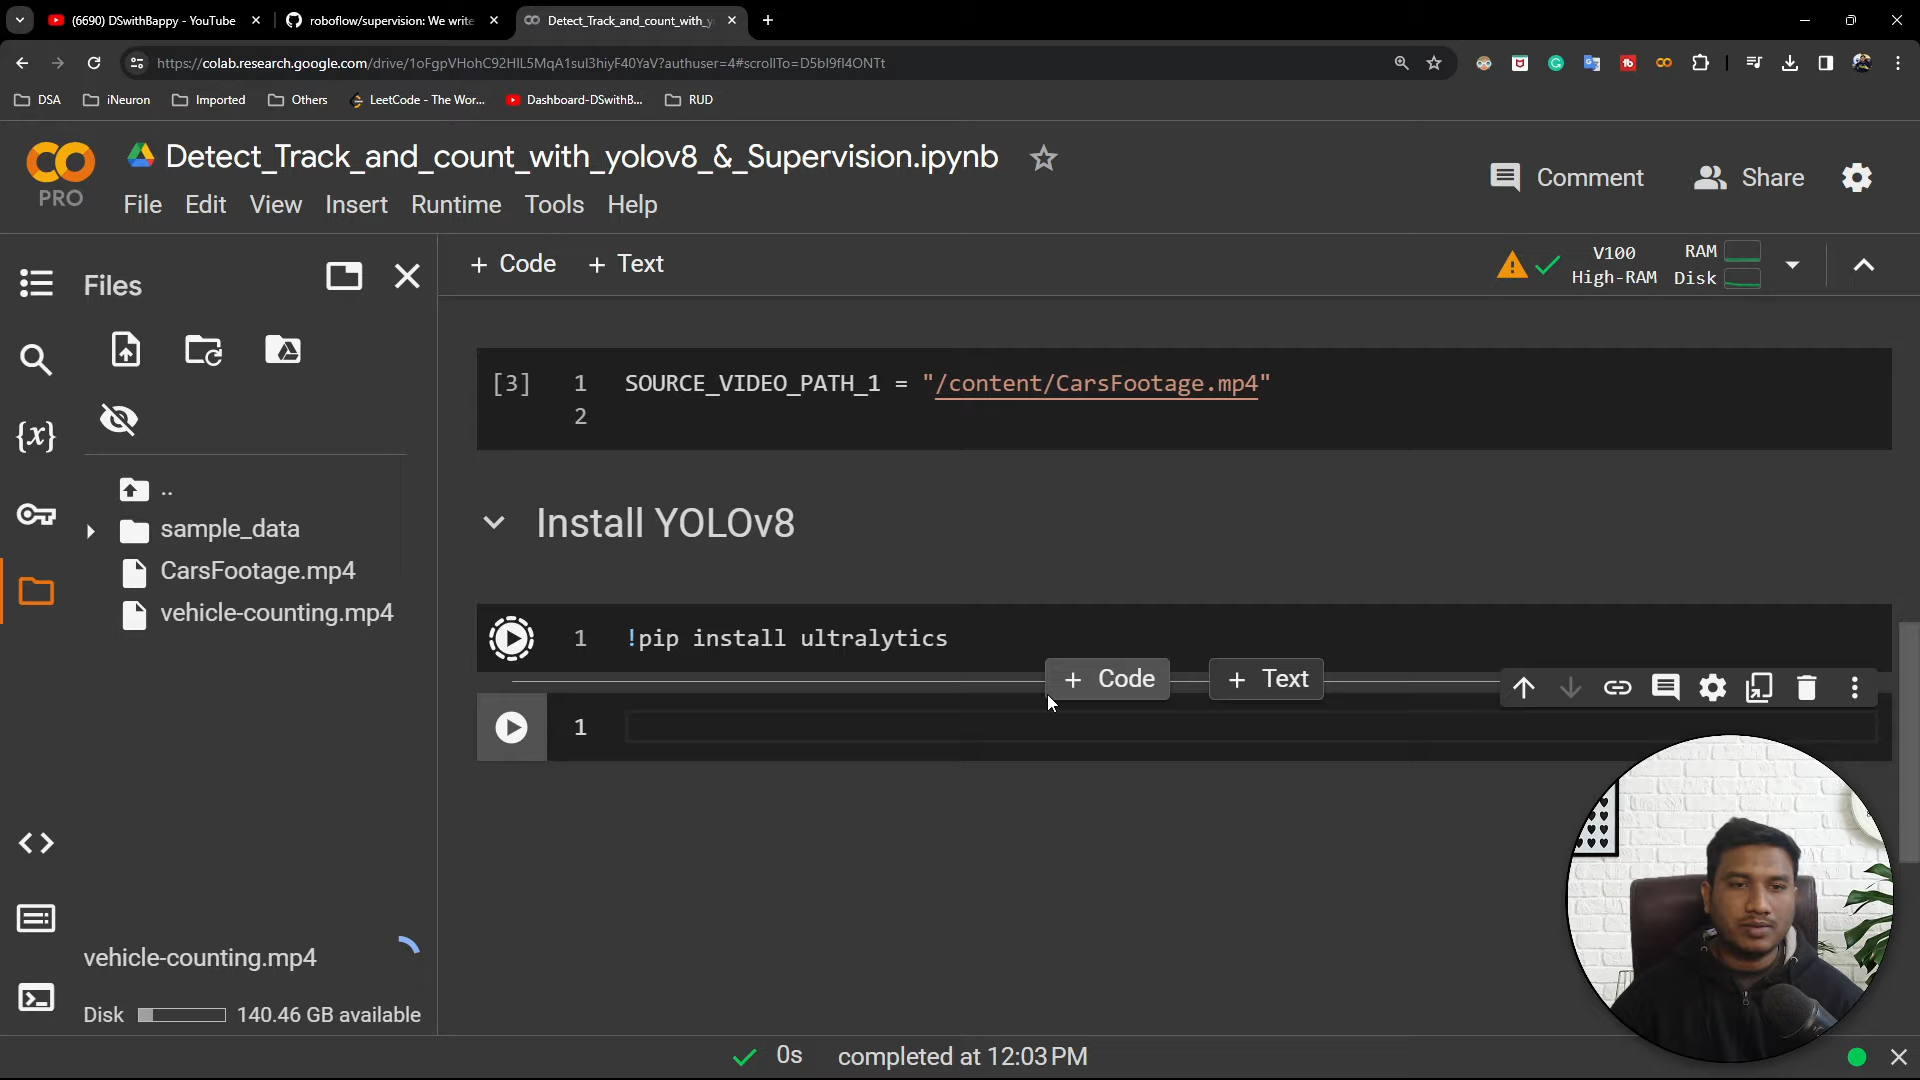 (6690) DSwithBappy - YouTube
roboflow/supervision: We write
Detect_Track_and_count_with_y
https://colab.research.google.com/drive/1oFgpVHohC92HIL5MqA1sul3hiyF40YaV?authuser=4#scrollTo=D5bI9fI4ONTt
DSA
iNeuron
Imported
Others
LeetCode - The Wor...
Dashboard-DSwithB...
RUD
CO
PRO
Detect_Track_and_count_with_yolov8_&_Supervision.ipynb
File Edit View Insert Runtime Tools Help
Comment
Share
Files
+ Code + Text
V100
High-RAM
RAM
Disk
{x}
..
sample_data
CarsFootage.mp4
vehicle-counting.mp4
[3] 1 SOURCE_VIDEO_PATH_1 = "/content/CarsFootage.mp4"
2
Install YOLOv8
1 !pip install ultralytics
+ Code + Text
1
vehicle-counting.mp4
Disk 140.46 GB available
0s completed at 12:03 PM